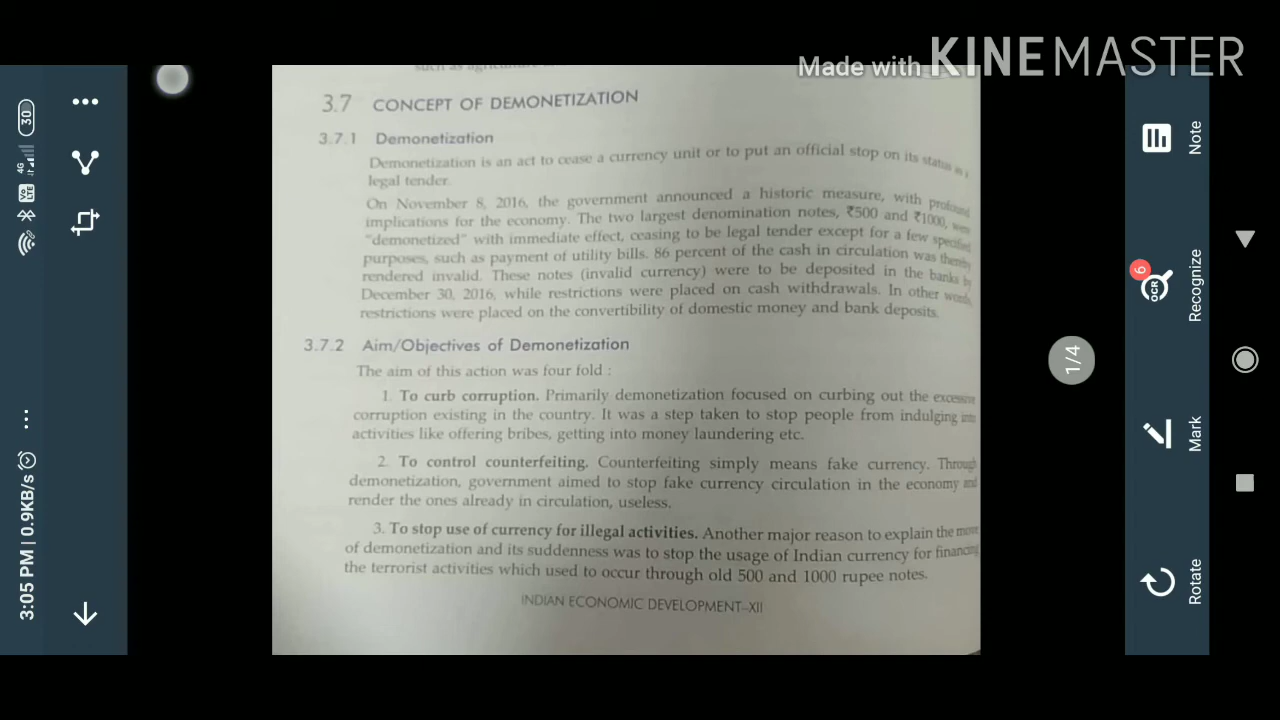 Made with KINEMASTER
3.7 CONCEPT OF DEMONETIZATION
3.7.1 Demonetization
Demonetization is an act to cease a currency unit or to put an official stop on its status as a
legal tender.
On November 8, 2016, the government announced a historic measure, with profound
implications for the economy. The two largest denomination notes, ₹500 and ₹1000, were
"demonetized" with immediate effect, ceasing to be legal tender except for a few specified
purposes, such as payment of utility bills. 86 percent of the cash in circulation was thereby
rendered invalid. These notes (invalid currency) were to be deposited in the banks by
December 30, 2016, while restrictions were placed on cash withdrawals. In other words,
restrictions were placed on the convertibility of domestic money and bank deposits.
3.7.2 Aim/Objectives of Demonetization
The aim of this action was four fold :
1. To curb corruption. Primarily demonetization focused on curbing out the excessive
corruption existing in the country. It was a step taken to stop people from indulging into
activities like offering bribes, getting into money laundering etc.
2. To control counterfeiting. Counterfeiting simply means fake currency. Through
demonetization, government aimed to stop fake currency circulation in the economy and
render the ones already in circulation, useless.
3. To stop use of currency for illegal activities. Another major reason to explain the move
of demonetization and its suddenness was to stop the usage of Indian currency for financing
the terrorist activities which used to occur through old 500 and 1000 rupee notes.
INDIAN ECONOMIC DEVELOPMENT–XII
3:05 PM | 0.9KB/s
4G
VoLTE
30
1/4
Note
6
OCR
Recognize
Mark
Rotate